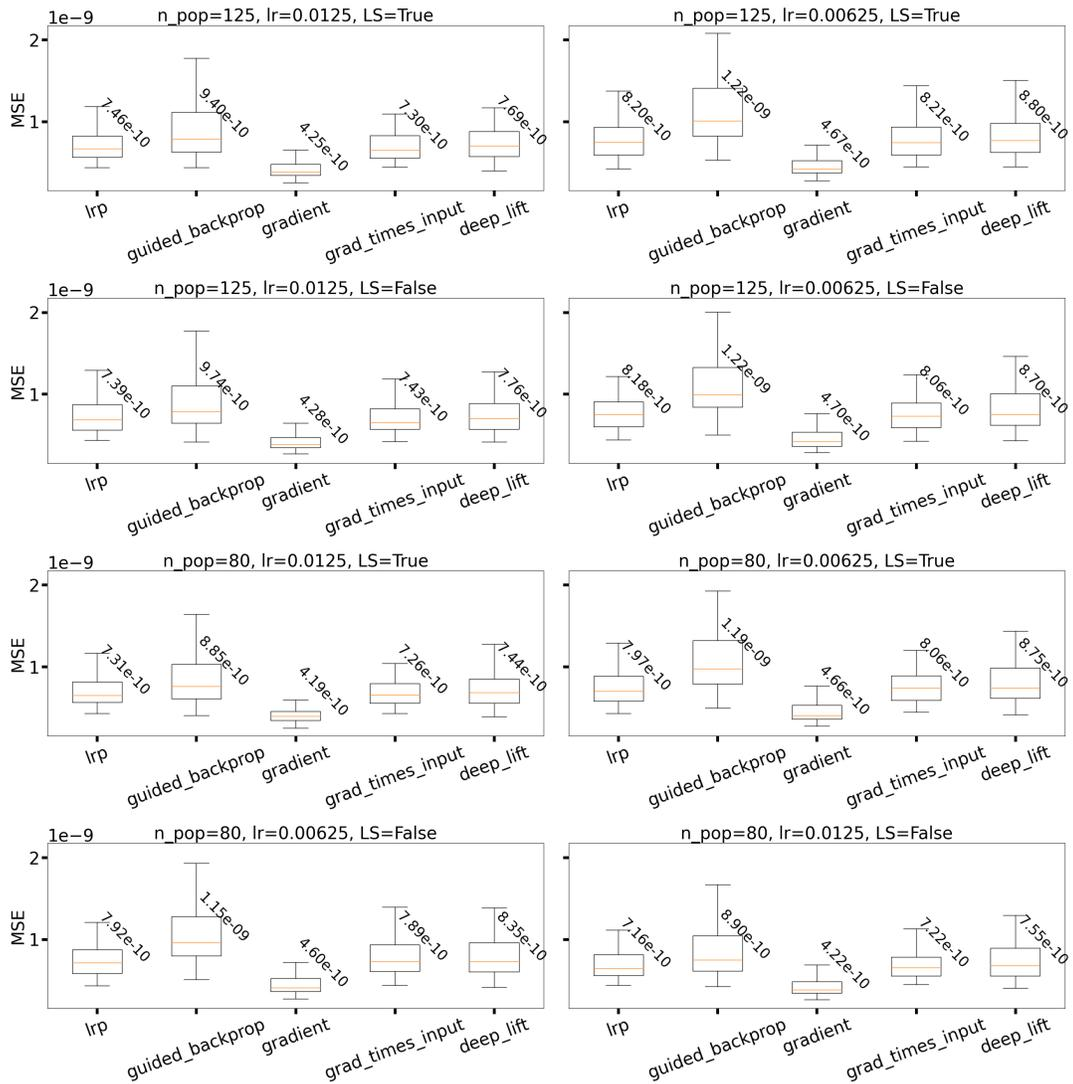 n_pop=125, lr=0.0125, LS=True
1e−9
2
1
MSE
7.46e-10
9.40e-10
4.25e-10
7.30e-10
7.69e-10
lrp
guided_backprop
gradient
grad_times_input
deep_lift
n_pop=125, lr=0.00625, LS=True
8.20e-10
1.22e-09
4.67e-10
8.21e-10
8.80e-10
lrp
guided_backprop
gradient
grad_times_input
deep_lift
n_pop=125, lr=0.0125, LS=False
1e−9
2
1
MSE
7.39e-10
9.74e-10
4.28e-10
7.43e-10
7.76e-10
lrp
guided_backprop
gradient
grad_times_input
deep_lift
n_pop=125, lr=0.00625, LS=False
8.18e-10
1.22e-09
4.70e-10
8.06e-10
8.70e-10
lrp
guided_backprop
gradient
grad_times_input
deep_lift
n_pop=80, lr=0.0125, LS=True
1e−9
2
1
MSE
7.31e-10
8.85e-10
4.19e-10
7.26e-10
7.44e-10
lrp
guided_backprop
gradient
grad_times_input
deep_lift
n_pop=80, lr=0.00625, LS=True
7.97e-10
1.19e-09
4.66e-10
8.06e-10
8.75e-10
lrp
guided_backprop
gradient
grad_times_input
deep_lift
n_pop=80, lr=0.00625, LS=False
1e−9
2
1
MSE
7.92e-10
1.15e-09
4.60e-10
7.89e-10
8.35e-10
lrp
guided_backprop
gradient
grad_times_input
deep_lift
n_pop=80, lr=0.0125, LS=False
7.16e-10
8.90e-10
4.22e-10
7.22e-10
7.55e-10
lrp
guided_backprop
gradient
grad_times_input
deep_lift